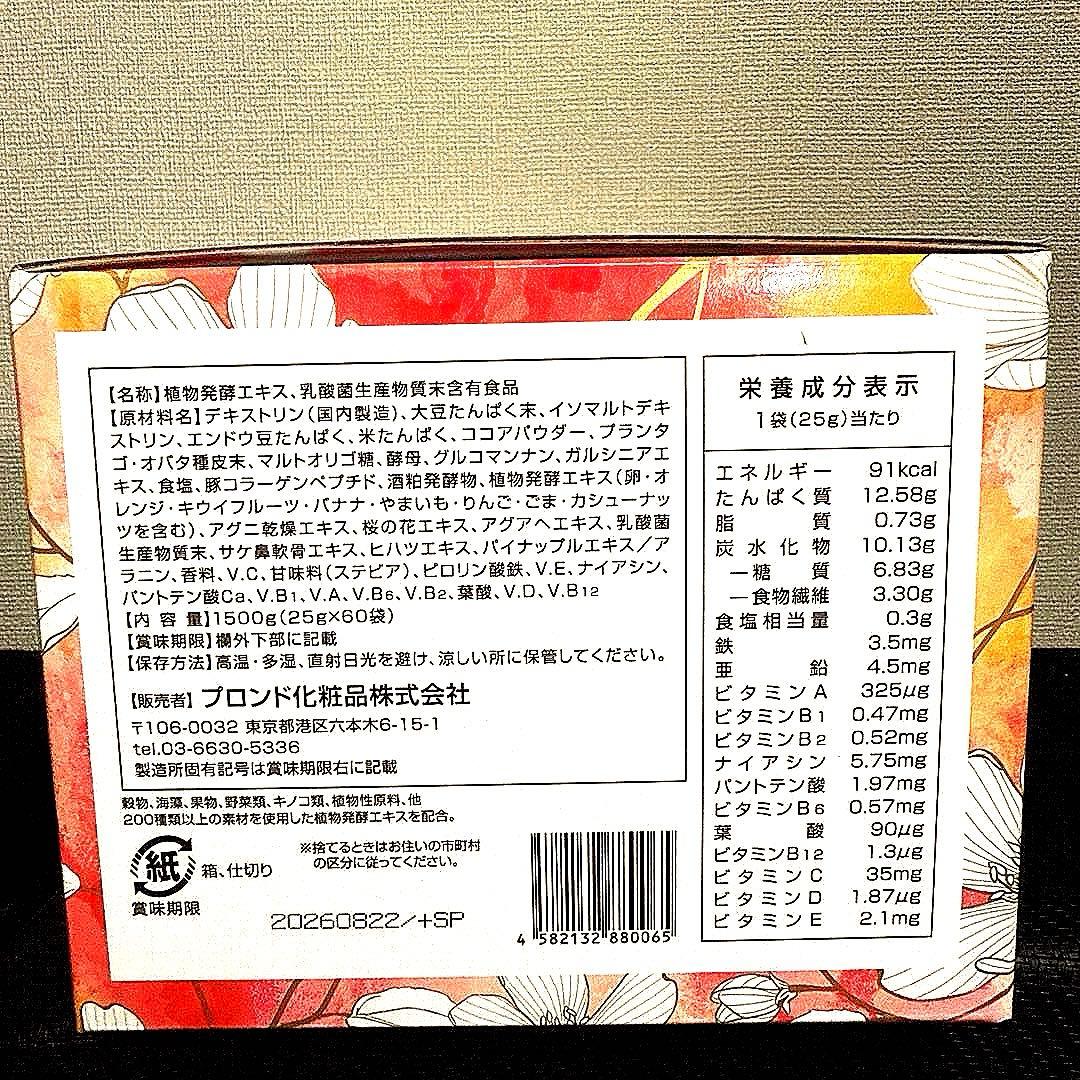 【名称】植物発酵エキス、乳酸菌生産物質末含有食品
【原材料名】デキストリン(国内製造)、大豆たんぱく末、イソマルトデキ
ストリン、エンドウ豆たんぱく、米たんぱく、ココアパウダー、プランタ
ゴ・オバタ種皮末、マルトオリゴ糖、酵母、グルコマンナン、ガルシニアエ
キス、食塩、豚コラーゲンペプチド、酒粕発酵物、植物発酵エキス(卵・オ
レンジ・キウイフルーツ・バナナ・やまいも・りんご・ごま・カシューナッ
ツを含む)、アグニ乾燥エキス、桜の花エキス、アグアヘエキス、乳酸菌
生産物質末、サケ鼻軟骨エキス、ヒハツエキス、パイナップルエキス/ア
ラニン、香料、V.C、甘味料(ステビア)、ピロリン酸鉄、V.E、ナイアシン、
パントテン酸Ca、V.B1、V.A、V.B6、V.B2、葉酸、V.D、V.B12
【内 容 量】1500g(25g×60袋)
【賞味期限】欄外下部に記載
【保存方法】高温・多湿、直射日光を避け、涼しい所に保管してください。
【販売者】プロンド化粧品株式会社
〒106-0032 東京都港区六本木6-15-1
tel.03-6630-5336
製造所固有記号は賞味期限右に記載
穀物、海藻、果物、野菜類、キノコ類、植物性原料、他
200種類以上の素材を使用した植物発酵エキスを配合。
紙
箱、仕切り
※捨てるときはお住いの市町村
の区分に従ってください。
賞味期限
20260822/+SP
4 582132 880065
栄養成分表示
1袋(25g)当たり
エネルギー 91kcal
たんぱく質 12.58g
脂質 0.73g
炭水化物 10.13g
―糖質 6.83g
―食物繊維 3.30g
食塩相当量 0.3g
鉄 3.5mg
亜鉛 4.5mg
ビタミンA 325μg
ビタミンB1 0.47mg
ビタミンB2 0.52mg
ナイアシン 5.75mg
パントテン酸 1.97mg
ビタミンB6 0.57mg
葉酸 90μg
ビタミンB12 1.3μg
ビタミンC 35mg
ビタミンD 1.87μg
ビタミンE 2.1mg